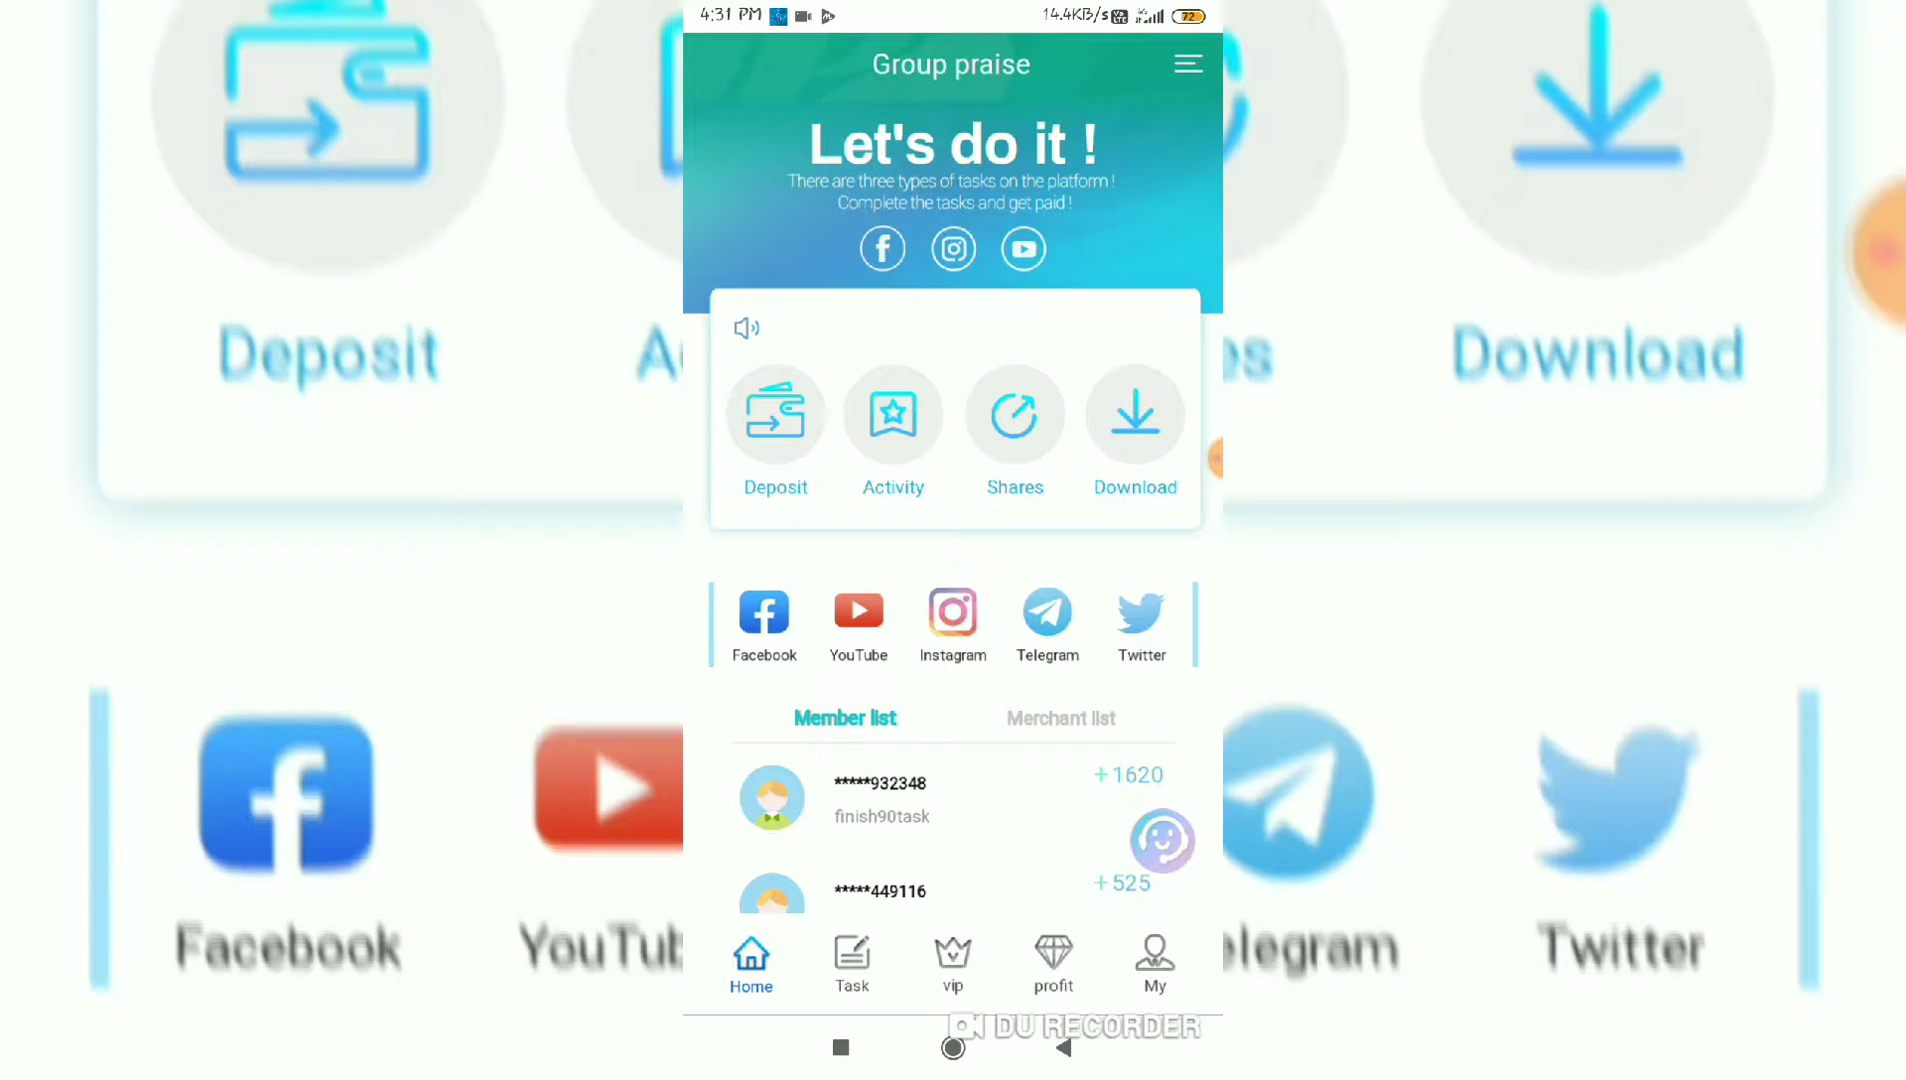 4:31 PM
14.4KB/s
72
Group praise
Let's do it !
There are three types of tasks on the platform !
Complete the tasks and get paid !
Deposit
Activity
Shares
Download
Facebook
YouTube
Instagram
Telegram
Twitter
Member list
Merchant list
*****932348
+1620
finish90task
*****449116
+525
Home
Task
vip
profit
My
DU RECORDER
Deposit
Download
Facebook
Twitter